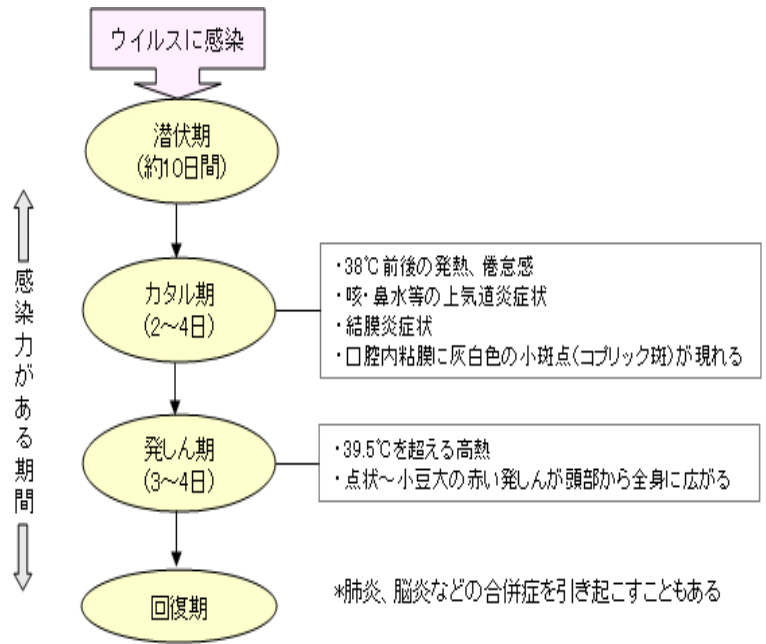 ウイルスに感染
潜伏期
(約10日間)
感染力がある期間
カタル期
(2～4日)
・38℃前後の発熱、倦怠感
・咳・鼻水等の上気道炎症状
・結膜炎症状
・口腔内粘膜に灰白色の小斑点(コプリック斑)が現れる
発しん期
(3～4日)
・39.5℃を超える高熱
・点状～小豆大の赤い発しんが頭部から全身に広がる
回復期
*肺炎、脳炎などの合併症を引き起こすこともある